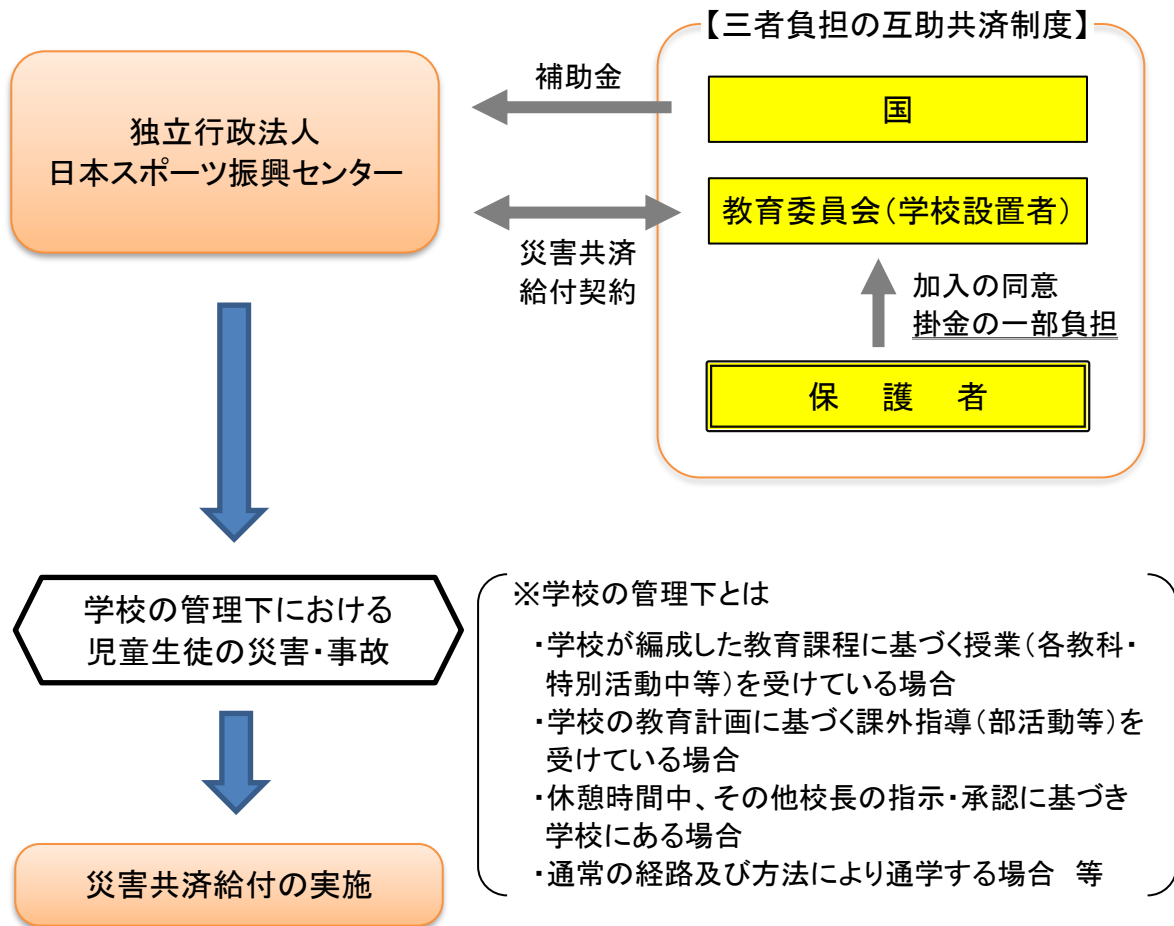 【三者負担の互助共済制度】
独立行政法人
日本スポーツ振興センター
補助金
国
教育委員会(学校設置者)
災害共済
給付契約
加入の同意
掛金の一部負担
保 護 者
学校の管理下における
児童生徒の災害・事故
※学校の管理下とは
・学校が編成した教育課程に基づく授業(各教科・
特別活動中等)を受けている場合
・学校の教育計画に基づく課外指導(部活動等)を
受けている場合
・休憩時間中、その他校長の指示・承認に基づき
学校にある場合
・通常の経路及び方法により通学する場合 等
災害共済給付の実施